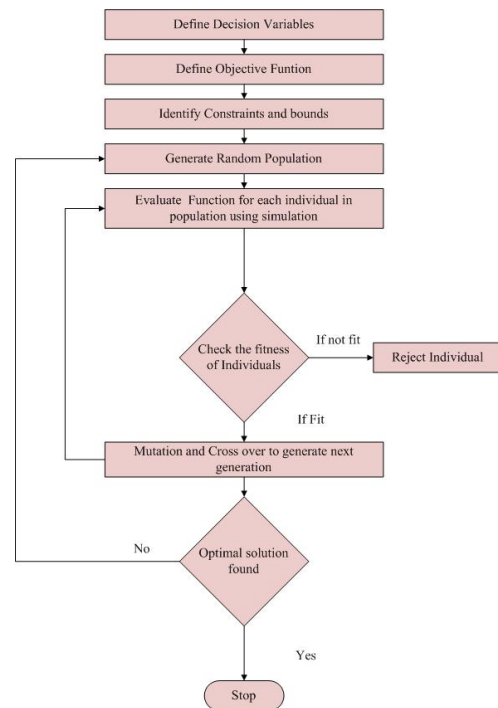 Define Decision Variables
Define Objective Funtion
Identify Constraints and bounds
Generate Random Population
Evaluate Function for each individual in
population using simulation
If not fit
Check the fitness
of Individuals
Reject Individual
If Fit
Mutation and Cross over to generate next
generation
No
Optimal solution
found
Yes
Stop